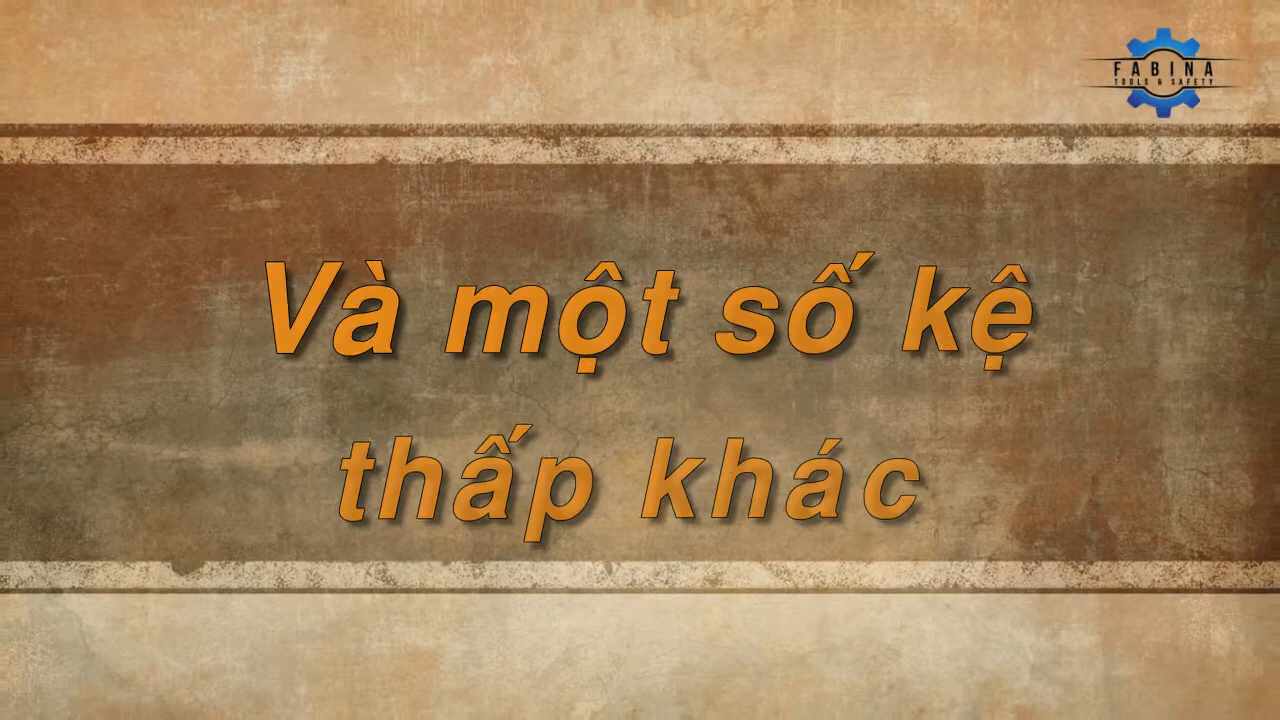 FABINA
TOOLS & SAFETY
Và một số kệ
thấp khác